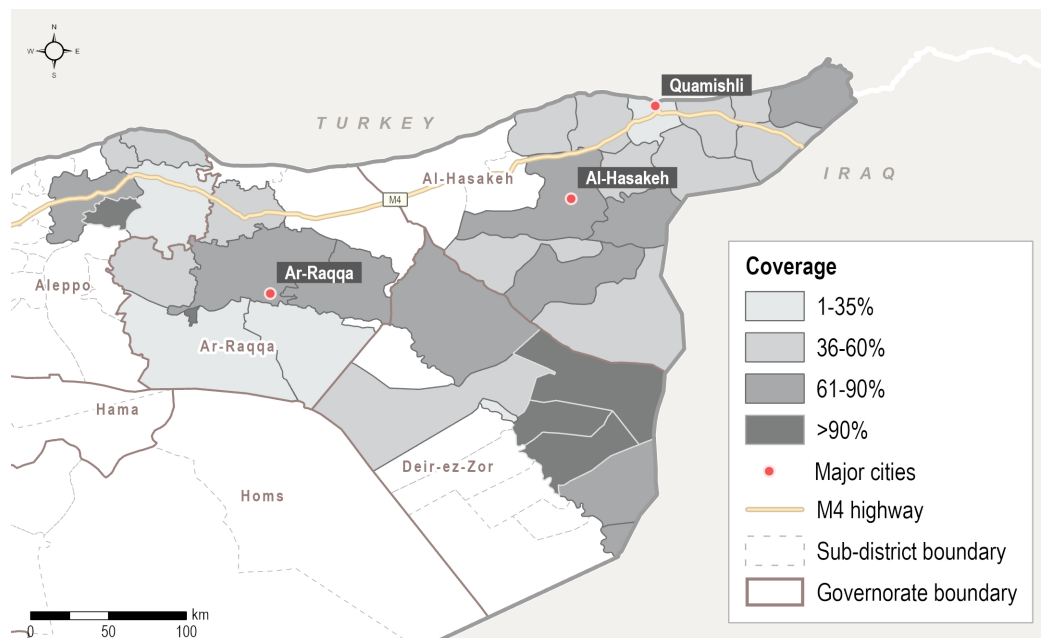 N
W E
S
TURKEY
Quamishli
IRAQ
Al-Hasakeh
Al-Hasakeh
M4
Ar-Raqqa
Aleppo
Ar-Raqqa
Hama
Deir-ez-Zor
Homs
Coverage
1-35%
36-60%
61-90%
>90%
Major cities
M4 highway
Sub-district boundary
Governorate boundary
km
0 50 100